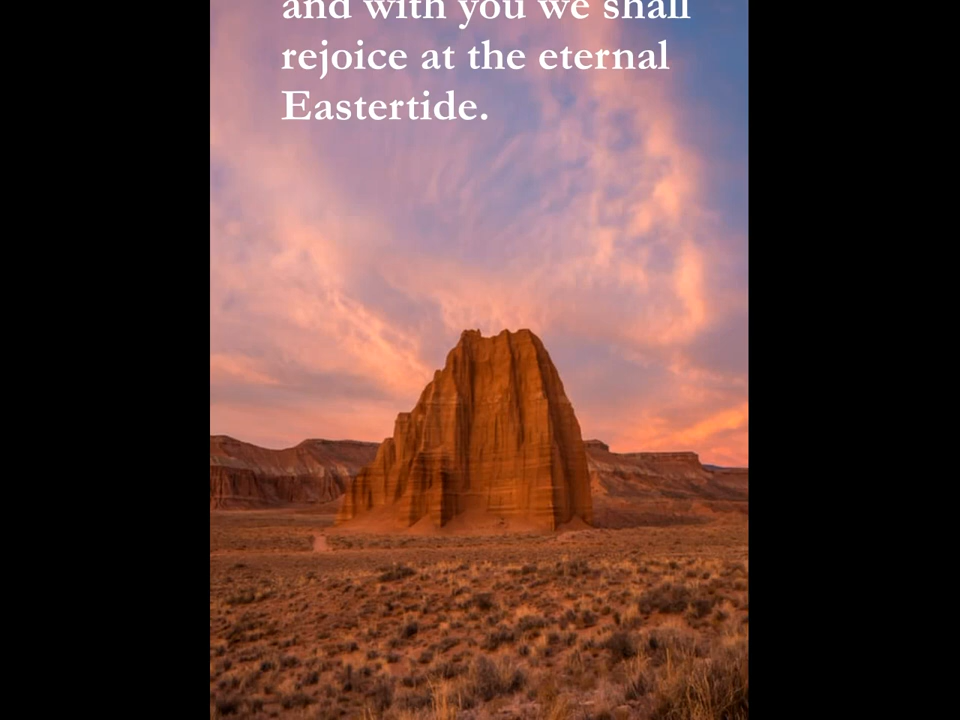 and with you we shall
rejoice at the eternal
Eastertide.